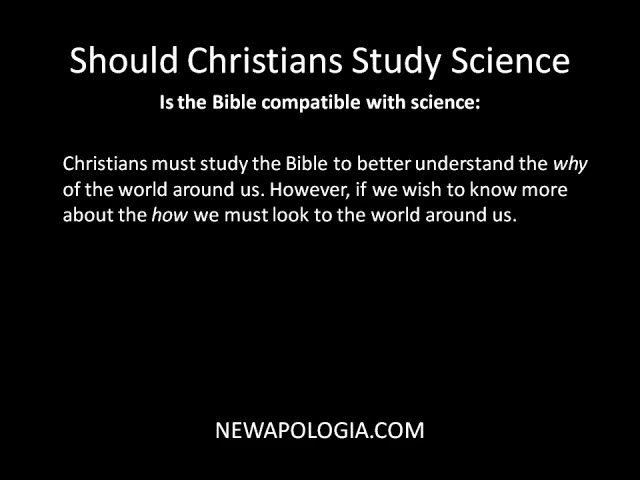 Should Christians Study Science
Is the Bible compatible with science:
Christians must study the Bible to better understand the why
of the world around us. However, if we wish to know more
about the how we must look to the world around us.
NEWAPOLOGIA.COM